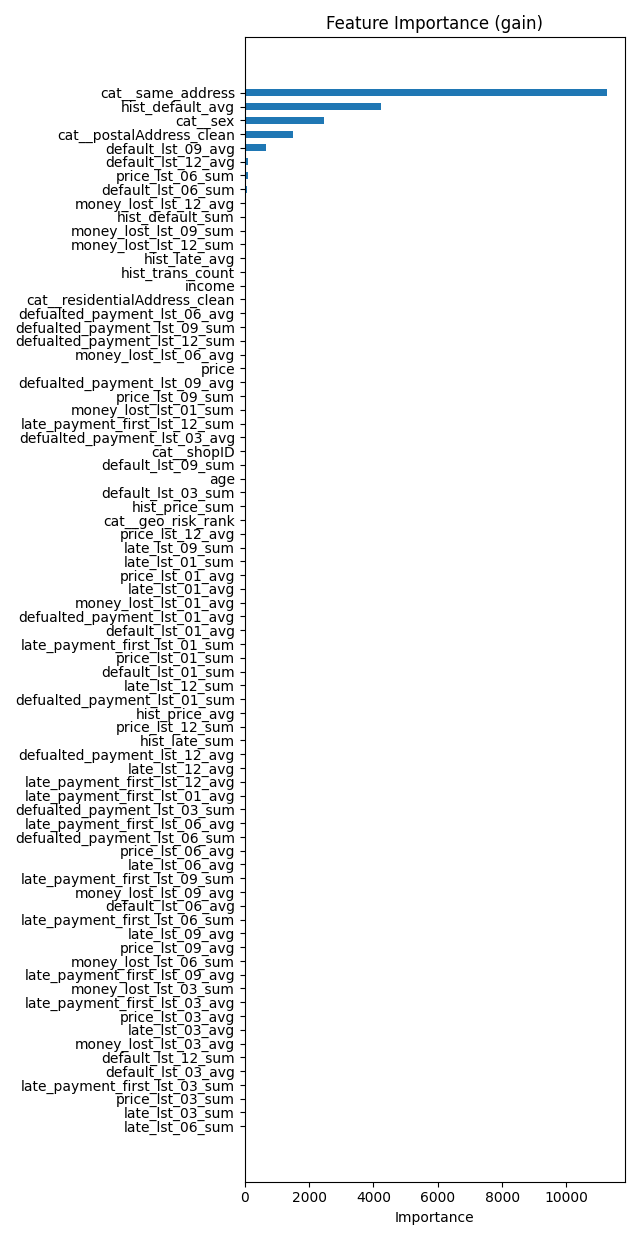 Feature Importance (gain)
cat__same_address
hist_default_avg
cat__sex
cat__postalAddress_clean
default_lst_09_avg
default_lst_12_avg
price_lst_06_sum
default_lst_06_sum
money_lost_lst_12_avg
hist_default_sum
money_lost_lst_09_sum
money_lost_lst_12_sum
hist_late_avg
hist_trans_count
income
cat__residentialAddress_clean
defualted_payment_lst_06_avg
defualted_payment_lst_09_sum
defualted_payment_lst_12_sum
money_lost_lst_06_avg
price
defualted_payment_lst_09_avg
price_lst_09_sum
money_lost_lst_01_sum
late_payment_first_lst_12_sum
defualted_payment_lst_03_avg
cat__shopID
default_lst_09_sum
age
default_lst_03_sum
hist_price_sum
cat__geo_risk_rank
price_lst_12_avg
late_lst_09_sum
late_lst_01_sum
price_lst_01_avg
late_lst_01_avg
money_lost_lst_01_avg
defualted_payment_lst_01_avg
default_lst_01_avg
late_payment_first_lst_01_sum
price_lst_01_sum
default_lst_01_sum
late_lst_12_sum
defualted_payment_lst_01_sum
hist_price_avg
price_lst_12_sum
hist_late_sum
defualted_payment_lst_12_avg
late_lst_12_avg
late_payment_first_lst_12_avg
late_payment_first_lst_01_avg
defualted_payment_lst_03_sum
late_payment_first_lst_06_avg
defualted_payment_lst_06_sum
price_lst_06_avg
late_lst_06_avg
late_payment_first_lst_09_sum
money_lost_lst_09_avg
default_lst_06_avg
late_payment_first_lst_06_sum
late_lst_09_avg
price_lst_09_avg
money_lost_lst_06_sum
late_payment_first_lst_09_avg
money_lost_lst_03_sum
late_payment_first_lst_03_avg
price_lst_03_avg
late_lst_03_avg
money_lost_lst_03_avg
default_lst_12_sum
default_lst_03_avg
late_payment_first_lst_03_sum
price_lst_03_sum
late_lst_03_sum
late_lst_06_sum
0 2000 4000 6000 8000 10000
Importance